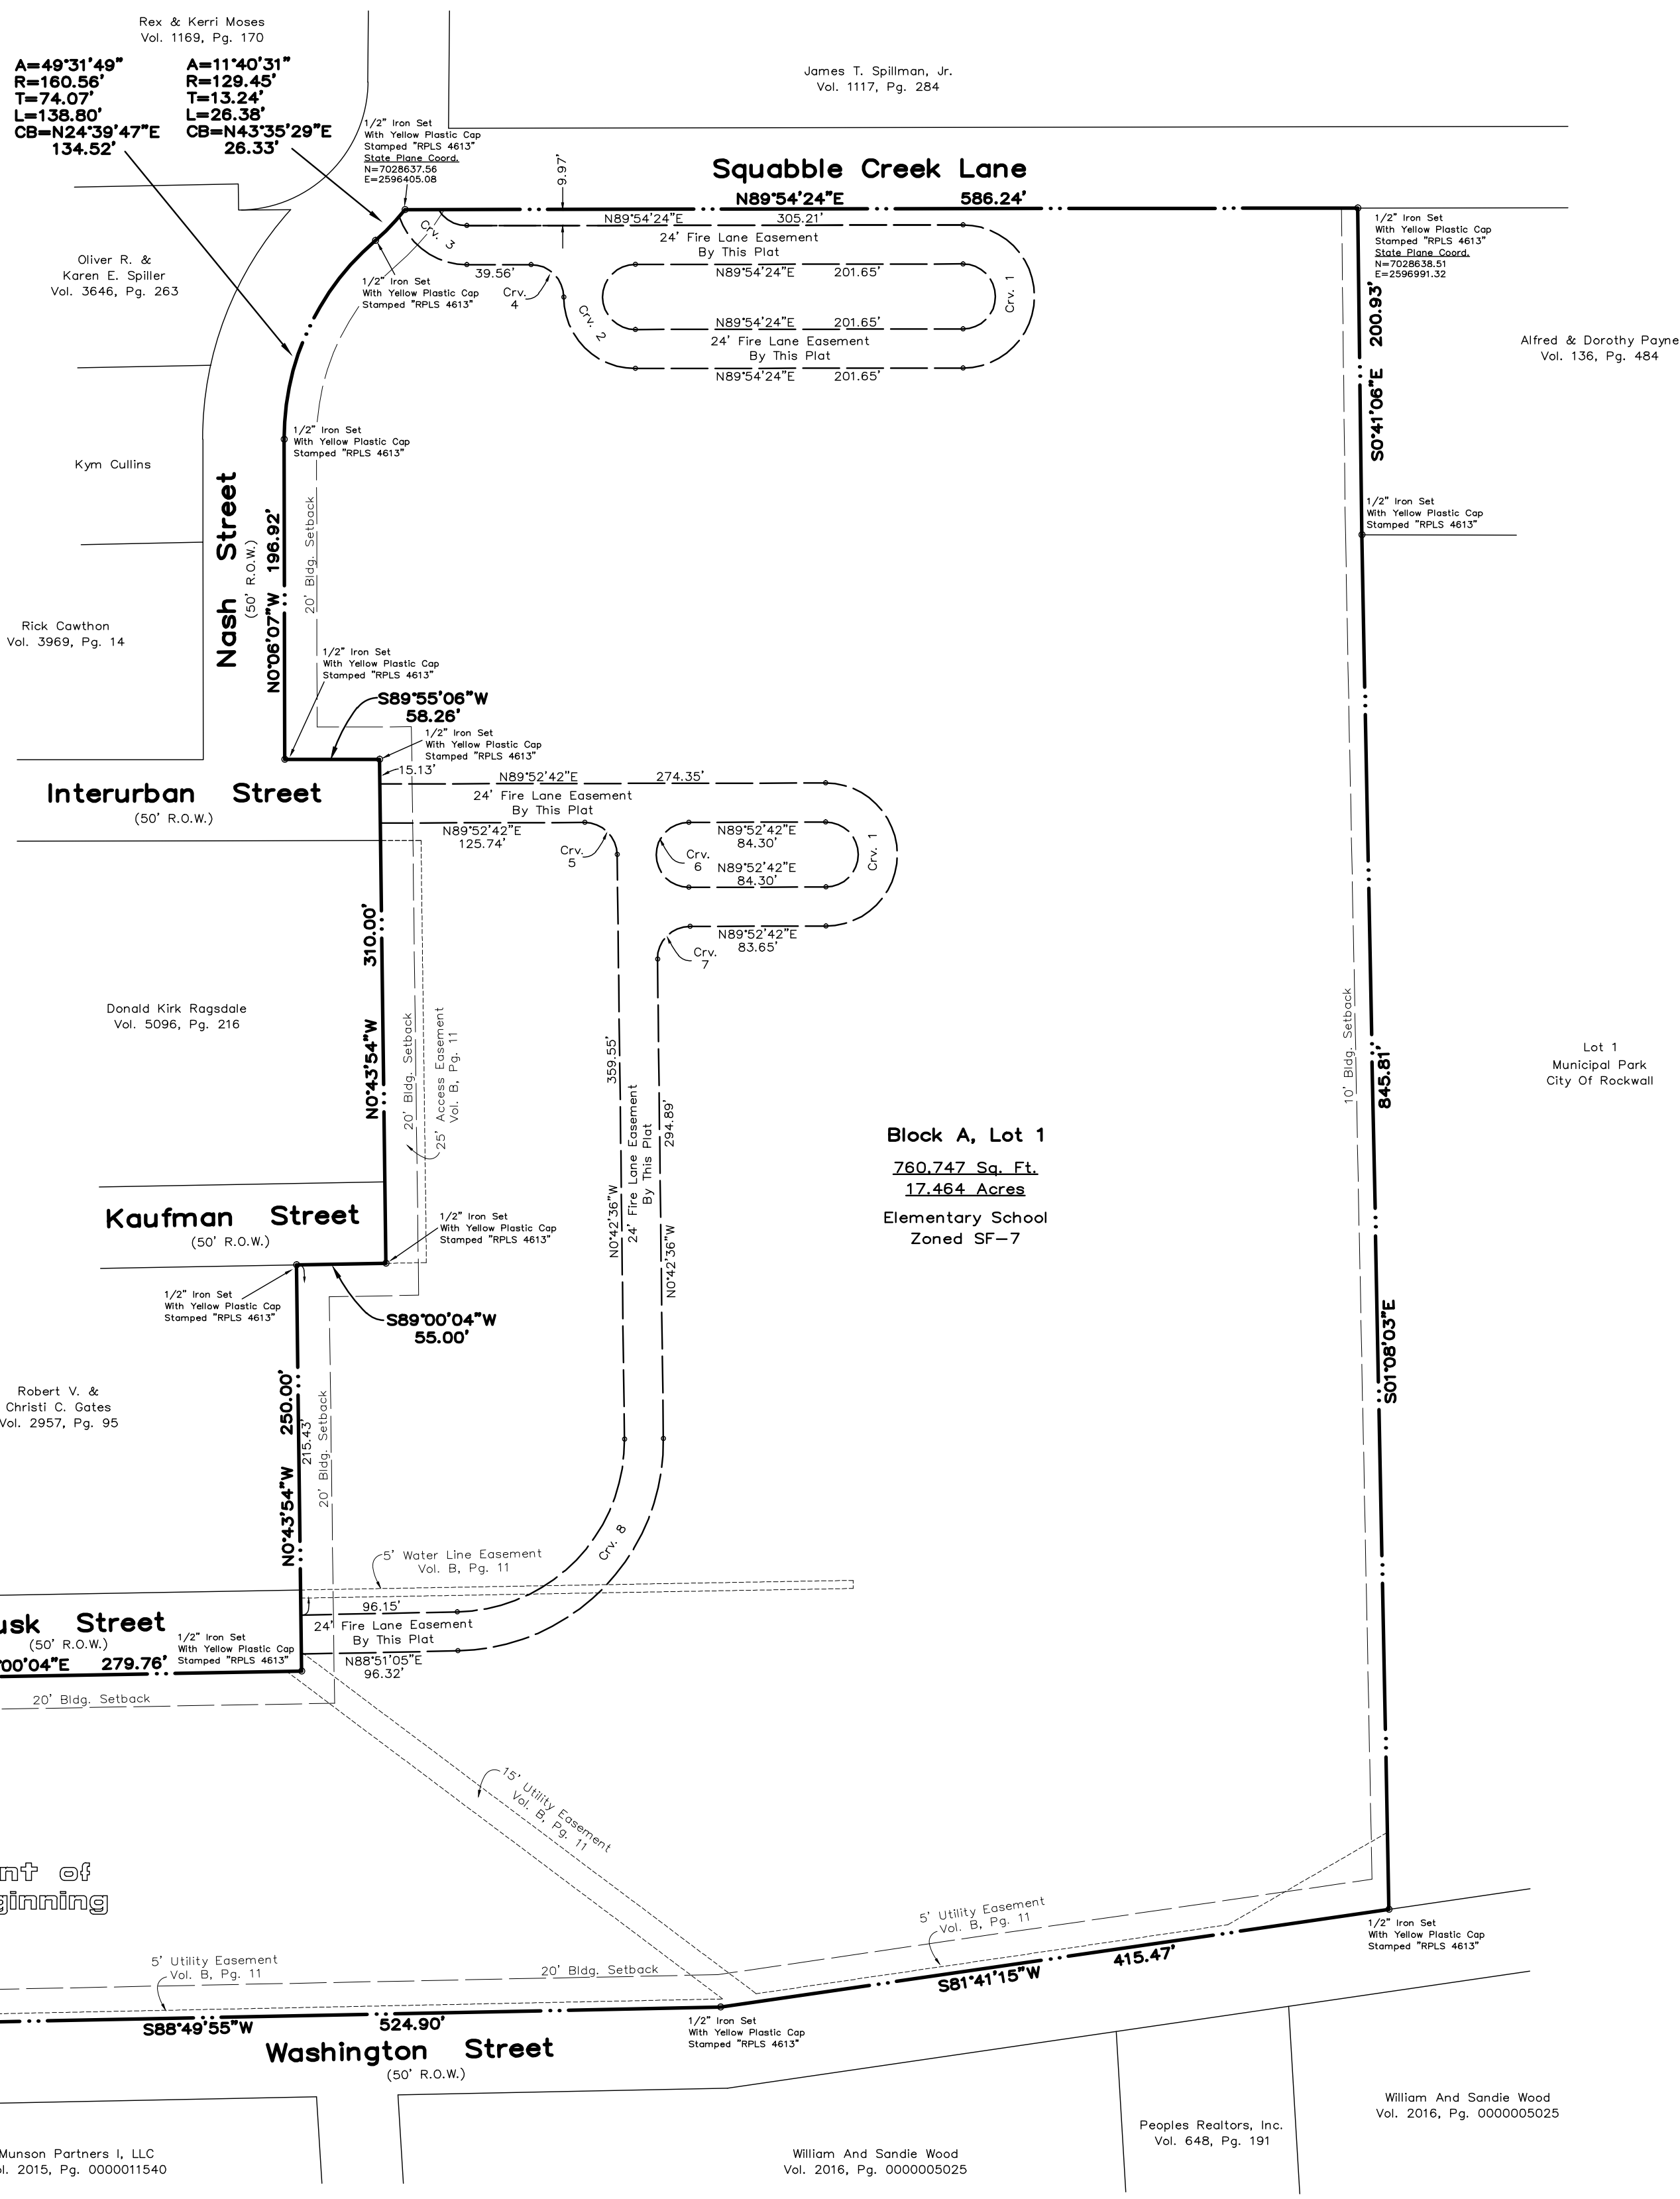 Rex & Kerri Moses
Vol. 1169, Pg. 170
A=49°31'49"
R=160.56'
T=74.07'
L=138.80'
CB=N24°39'47"E
134.52'
A=11°40'31"
R=129.45'
T=13.24'
L=26.38'
CB=N43°35'29"E
26.33'
James T. Spillman, Jr.
Vol. 1117, Pg. 284
1/2" Iron Set
With Yellow Plastic Cap
Stamped "RPLS 4613"
State Plane Coord.
N=7028637.56
E=2596405.08
9.97'
Squabble Creek Lane
N89°54'24"E 586.24'
N89°54'24"E 305.21'
24' Fire Lane Easement
By This Plat
Crv. 3
39.56'
N89°54'24"E 201.65'
Crv.
4
Crv. 2
Crv. 1
N89°54'24"E 201.65'
24' Fire Lane Easement
By This Plat
N89°54'24"E 201.65'
1/2" Iron Set
With Yellow Plastic Cap
Stamped "RPLS 4613"
State Plane Coord.
N=7028638.51
E=2596991.32
Oliver R. &
Karen E. Spiller
Vol. 3646, Pg. 263
1/2" Iron Set
With Yellow Plastic Cap
Stamped "RPLS 4613"
S0°41'06"E 200.93'
Alfred & Dorothy Payne
Vol. 136, Pg. 484
1/2" Iron Set
With Yellow Plastic Cap
Stamped "RPLS 4613"
Kym Cullins
Nash Street
(50' R.O.W.)
N0°06'07"W 196.92'
20' Bldg. Setback
1/2" Iron Set
With Yellow Plastic Cap
Stamped "RPLS 4613"
Rick Cawthon
Vol. 3969, Pg. 14
1/2" Iron Set
With Yellow Plastic Cap
Stamped "RPLS 4613"
S89°55'06"W
58.26'
1/2" Iron Set
With Yellow Plastic Cap
Stamped "RPLS 4613"
15.13'
Interurban Street
(50' R.O.W.)
N89°52'42"E 274.35'
24' Fire Lane Easement
By This Plat
N89°52'42"E
125.74'
Crv.
5
N89°52'42"E
84.30'
Crv.
6
N89°52'42"E
84.30'
Crv. 1
N89°52'42"E
83.65'
Crv.
7
N0°43'54"W 310.00'
Donald Kirk Ragsdale
Vol. 5096, Pg. 216
20' Bldg. Setback
25' Access Easement
Vol. B, Pg. 11
N0°42'36"W 359.55'
24' Fire Lane Easement
By This Plat
N0°42'36"W 294.89'
10' Bldg. Setback
S01°08'03"E 845.81'
Lot 1
Municipal Park
City Of Rockwall
Block A, Lot 1
760,747 Sq. Ft.
17.464 Acres
Elementary School
Zoned SF-7
Kaufman Street
(50' R.O.W.)
1/2" Iron Set
With Yellow Plastic Cap
Stamped "RPLS 4613"
1/2" Iron Set
With Yellow Plastic Cap
Stamped "RPLS 4613"
S89°00'04"W
55.00'
Robert V. &
Christi C. Gates
Vol. 2957, Pg. 95
N0°43'54"W 250.00'
215.43'
20' Bldg. Setback
Crv. 8
5' Water Line Easement
Vol. B, Pg. 11
usk Street
(50' R.O.W.)
°00'04"E 279.76'
1/2" Iron Set
With Yellow Plastic Cap
Stamped "RPLS 4613"
96.15'
24' Fire Lane Easement
By This Plat
N88°51'05"E
96.32'
20' Bldg. Setback
15' Utility Easement
Vol. B, Pg. 11
nt of
ginning
5' Utility Easement
Vol. B, Pg. 11
20' Bldg. Setback
5' Utility Easement
Vol. B, Pg. 11
1/2" Iron Set
With Yellow Plastic Cap
Stamped "RPLS 4613"
S81°41'15"W 415.47'
S88°49'55"W 524.90'
1/2" Iron Set
With Yellow Plastic Cap
Stamped "RPLS 4613"
Washington Street
(50' R.O.W.)
Munson Partners I, LLC
ol. 2015, Pg. 0000011540
William And Sandie Wood
Vol. 2016, Pg. 0000005025
Peoples Realtors, Inc.
Vol. 648, Pg. 191
William And Sandie Wood
Vol. 2016, Pg. 0000005025